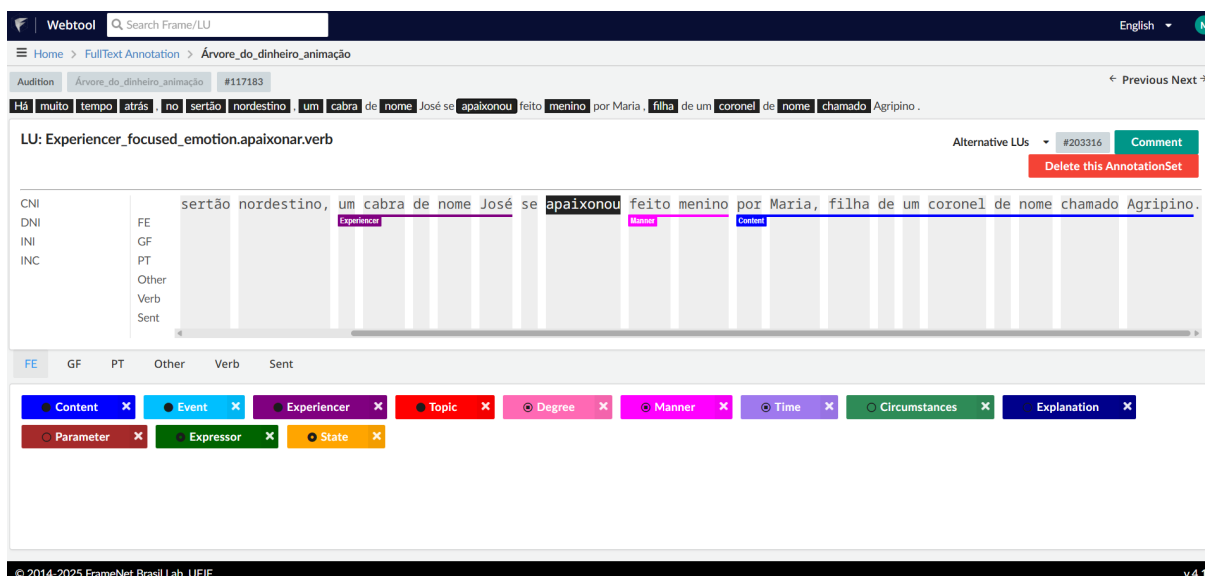 Webtool Search Frame/LU English
Home > FullText Annotation > Árvore_do_dinheiro_animação
Audition Árvore_do_dinheiro_animação #117183 ← Previous Next →
Há muito tempo atrás , no sertão nordestino , um cabra de nome José se apaixonou feito menino por Maria , filha de um coronel de nome chamado Agripino .
LU: Experiencer_focused_emotion.apaixonar.verb Alternative LUs #203316 Comment
Delete this AnnotationSet
CNI sertão nordestino, um cabra de nome José se apaixonou feito menino por Maria, filha de um coronel de nome chamado Agripino.
DNI FE Experiencer Manner Content
INI GF
INC PT
Other
Verb
Sent
FE GF PT Other Verb Sent
Content Event Experiencer Topic Degree Manner Time Circumstances Explanation
Parameter Expressor State
© 2014-2025 FrameNet Brasil Lab, UFJF